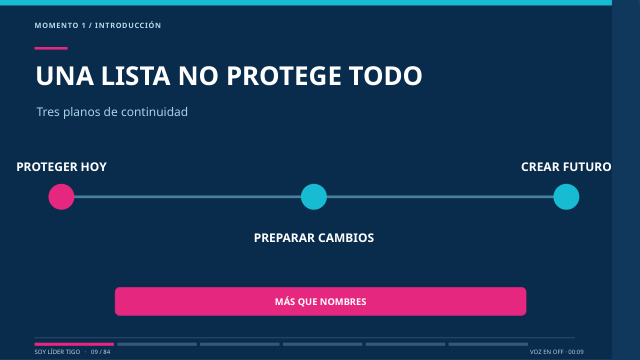 MOMENTO 1 / INTRODUCCIÓN
UNA LISTA NO PROTEGE TODO
Tres planos de continuidad
PROTEGER HOY
CREAR FUTURO
PREPARAR CAMBIOS
MÁS QUE NOMBRES
SOY LÍDER TIGO · 09 / 84
VOZ EN OFF · 00:09